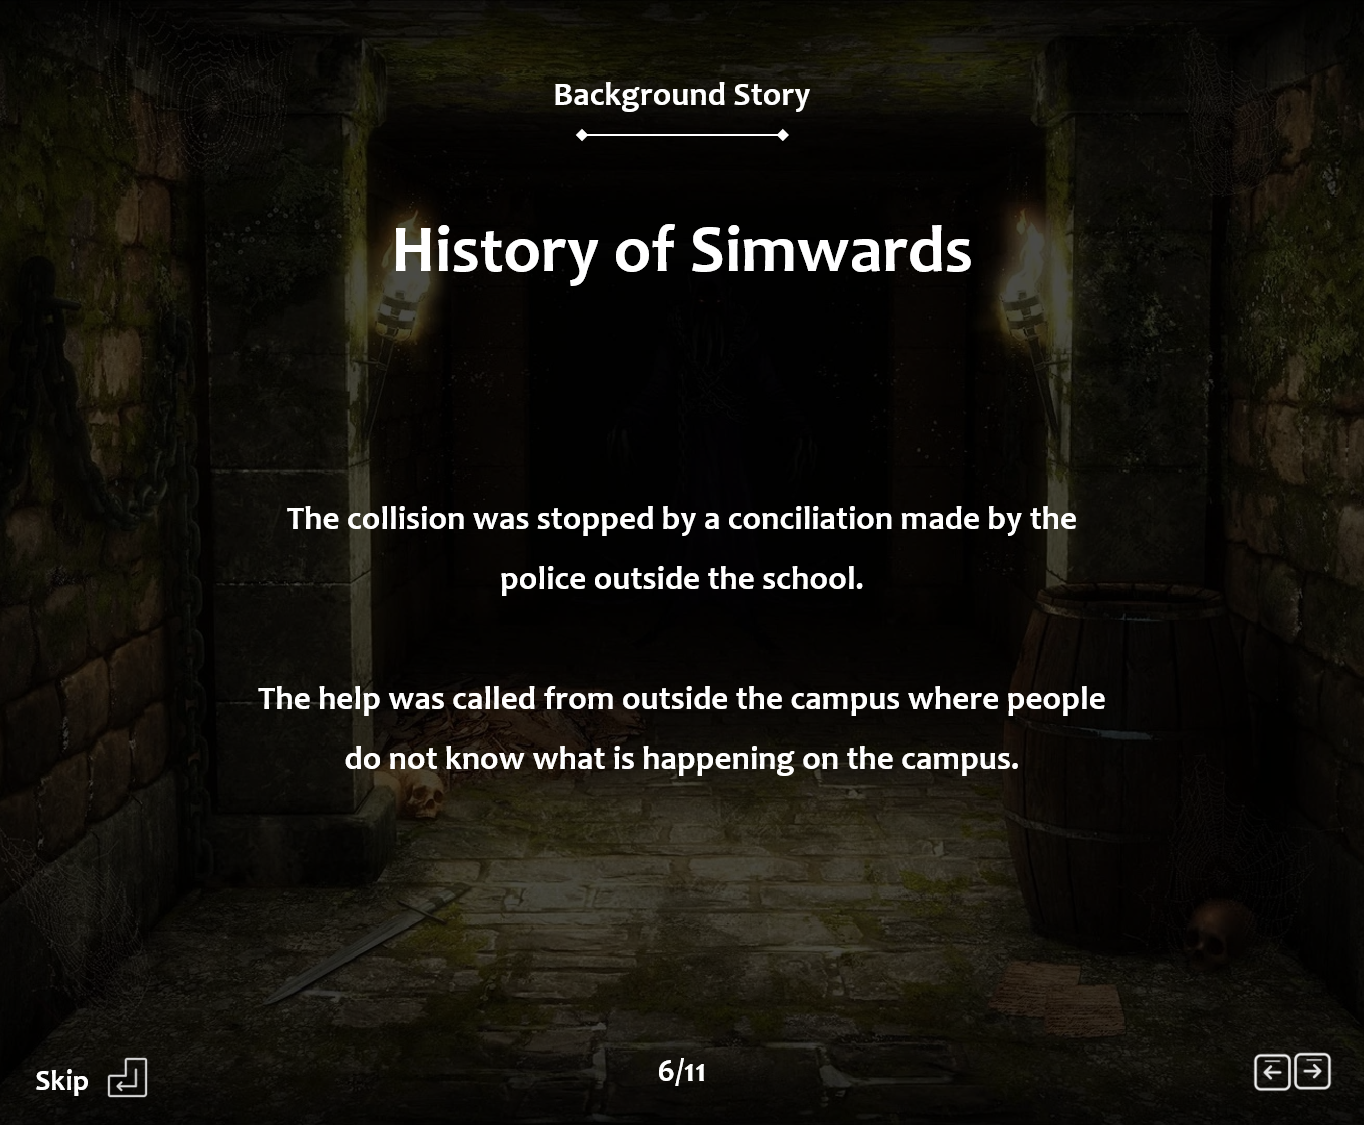 Background Story
History of Simwards
The collision was stopped by a conciliation made by the
police outside the school.
The help was called from outside the campus where people
do not know what is happening on the campus.
Skip
6/11